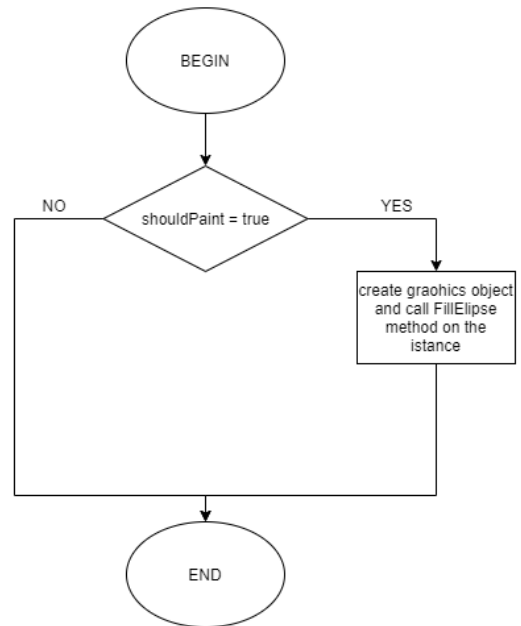 BEGIN
NO
YES
shouldPaint = true
create graohics object
and call FillElipse
method on the
istance
END